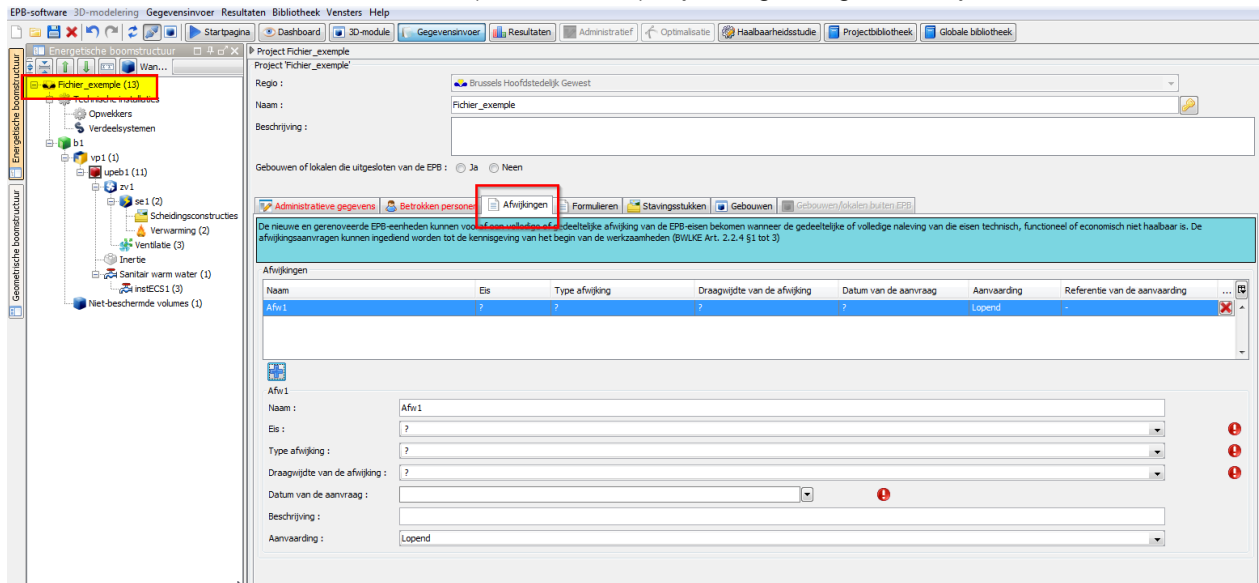 EPB-software 3D-modelering Gegevensinvoer Resultaten Bibliotheek Vensters Help
Startpagina Dashboard 3D-module Gegevensinvoer Resultaten Administratief Optimalisatie Haalbaarheidsstudie Projectbibliotheek Globale bibliotheek
Energetische boomstructuur
Wan...
Fichier_exemple (13)
Technische installaties
Opwekkers
Verdeelsystemen
b1
vp1 (1)
upeb1 (11)
zv1
se1 (2)
Scheidingsconstructies
Verwarming (2)
Ventilatie (3)
Inertie
Sanitair warm water (1)
instECS1 (3)
Niet-beschermde volumes (1)
Energetische boomstructuur
Geometrische boomstructuur
Project Fichier_exemple
Project 'Fichier_exemple'
Regio : Brussels Hoofdstedelijk Gewest
Naam : Fichier_exemple
Beschrijving :
Gebouwen of lokalen die uitgesloten van de EPB : Ja Neen
Administratieve gegevens Betrokken personen Afwijkingen Formulieren Stavingsstukken Gebouwen Gebouwen/lokalen buiten EPB
De nieuwe en gerenoveerde EPB-eenheden kunnen voor of een volledige of gedeeltelijke afwijking van de EPB-eisen bekomen wanneer de gedeeltelijke of volledige naleving van die eisen technisch, functioneel of economisch niet haalbaar is. De
afwijkingsaanvragen kunnen ingediend worden tot de kennisgeving van het begin van de werkzaamheden (BWLKE Art. 2.2.4 §1 tot 3)
Afwijkingen
Naam Eis Type afwijking Draagwijdte van de afwijking Datum van de aanvraag Aanvaarding Referentie van de aanvaarding ...
Afw1 ? ? ? ? Lopend -
Afw1
Naam : Afw1
Eis : ?
Type afwijking : ?
Draagwijdte van de afwijking : ?
Datum van de aanvraag :
Beschrijving :
Aanvaarding : Lopend